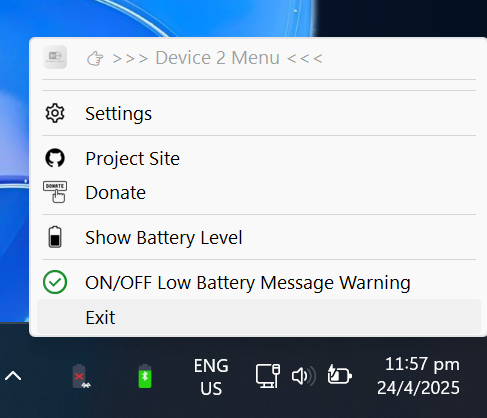 >>> Device 2 Menu <<<
Settings
Project Site
DONATE
Donate
Show Battery Level
ON/OFF Low Battery Message Warning
Exit
ENG
US
11:57 pm
24/4/2025